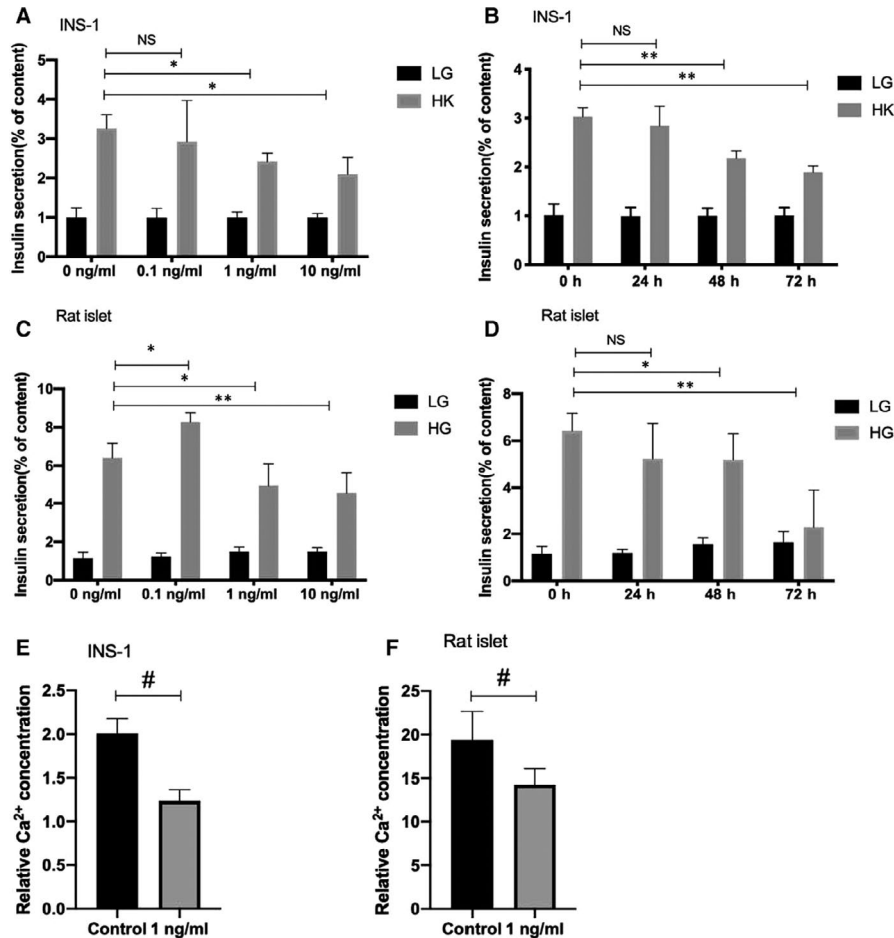 A INS-1
NS
*
*
Insulin secretion(% of content)
5
4
3
2
1
0
0 ng/ml 0.1 ng/ml 1 ng/ml 10 ng/ml
LG
HK
B INS-1
NS
**
**
Insulin secretion(% of content)
4
3
2
1
0
0 h 24 h 48 h 72 h
LG
HK
C Rat islet
*
*
**
Insulin secretion(% of content)
10
8
6
4
2
0
0 ng/ml 0.1 ng/ml 1 ng/ml 10 ng/ml
LG
HG
D Rat islet
NS
*
**
Insulin secretion(% of content)
8
6
4
2
0
0 h 24 h 48 h 72 h
LG
HG
E INS-1
#
Relative Ca²⁺ concentration
2.5
2.0
1.5
1.0
0.5
0.0
Control 1 ng/ml
F Rat islet
#
Relative Ca²⁺ concentration
25
20
15
10
5
0
Control 1 ng/ml